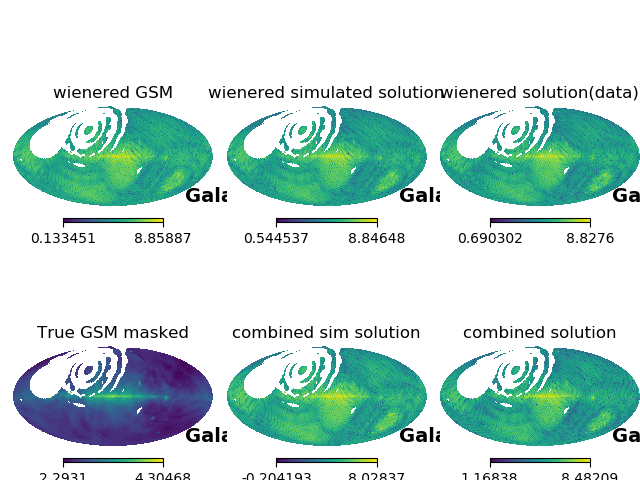 wienered GSM
wienered simulated solution
wienered solution(data)
Gala
Gala
Ga
0.133451 8.85887
0.544537 8.84648
0.690302 8.8276
True GSM masked
combined sim solution
combined solution
Gala
Gala
Ga
2.2931 4.30468
-0.204193 8.02837
1.16838 8.48209